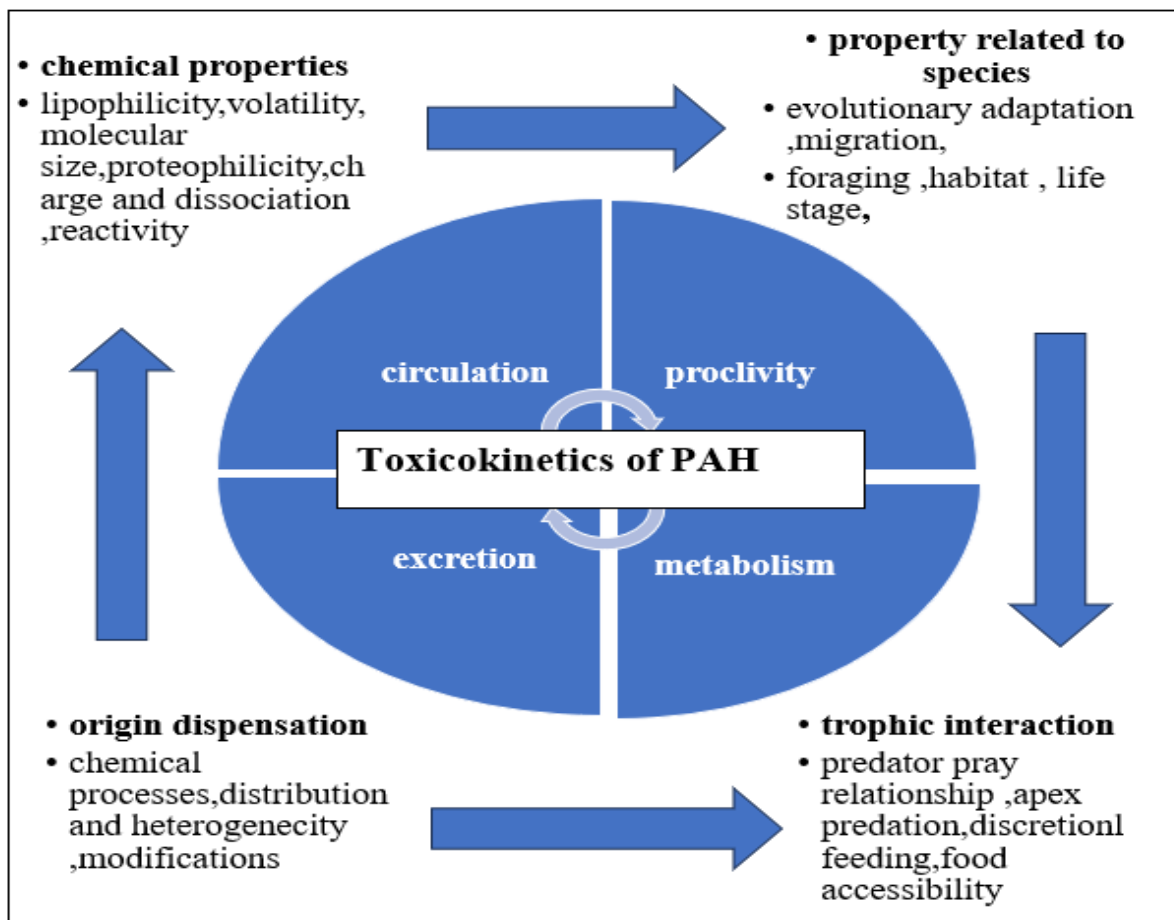 • chemical properties
• lipophilicity,volatility,
molecular
size,proteophilicity,ch
arge and dissociation
,reactivity
• property related to
species
• evolutionary adaptation
,migration,
• foraging ,habitat , life
stage,
circulation
proclivity
Toxicokinetics of PAH
excretion
metabolism
• origin dispensation
• chemical
processes,distribution
and heterogenecity
,modifications
• trophic interaction
• predator pray
relationship ,apex
predation,discretionl
feeding,food
accessibility